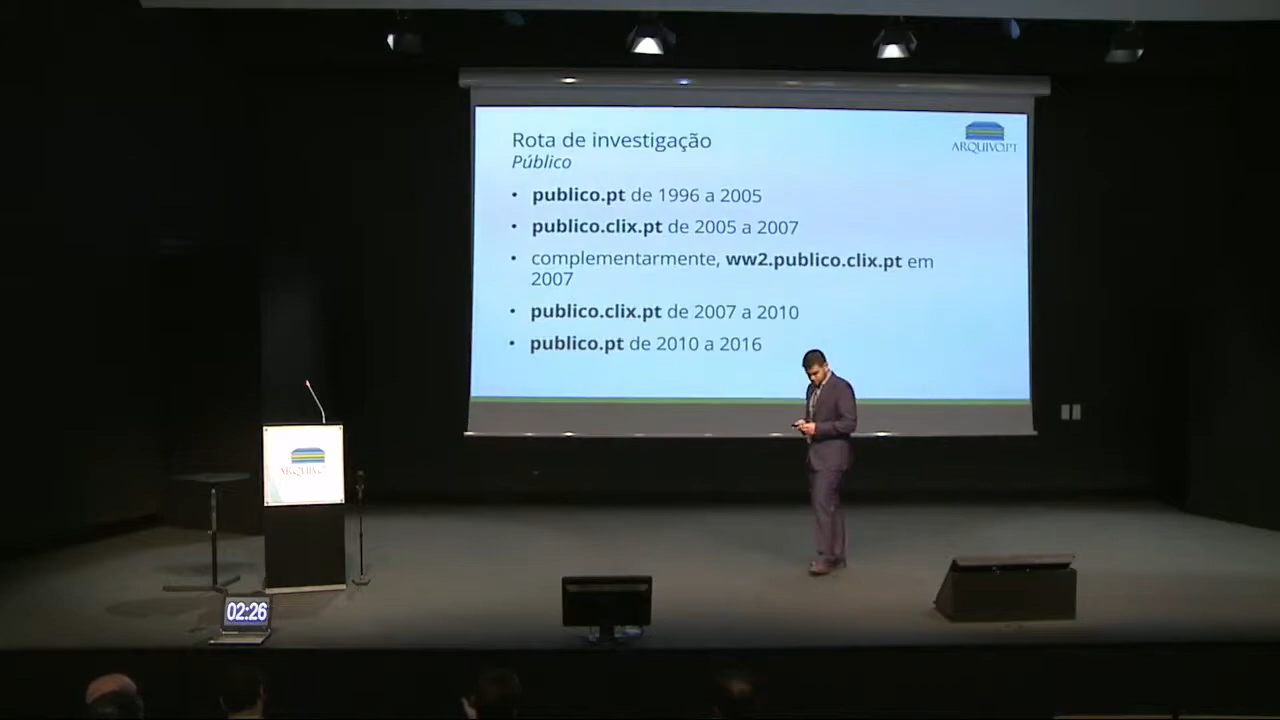 Rota de investigação
Público
ARQUIVO.PT
• publico.pt de 1996 a 2005
• publico.clix.pt de 2005 a 2007
• complementarmente, ww2.publico.clix.pt em
2007
• publico.clix.pt de 2007 a 2010
• publico.pt de 2010 a 2016
ARQUIVO
02:26